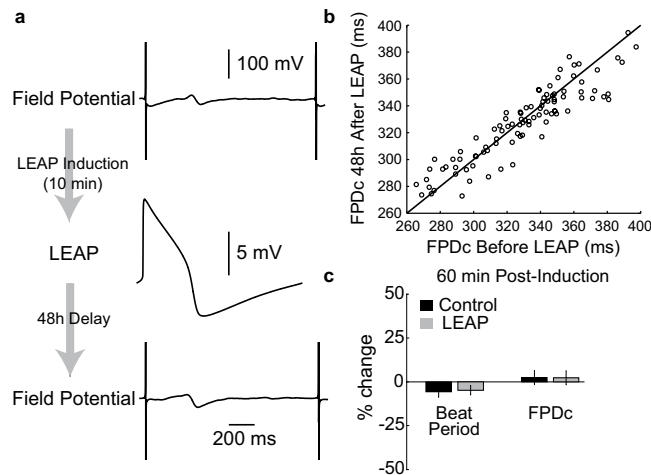 a
100 mV
Field Potential
LEAP Induction
(10 min)
LEAP
5 mV
48h Delay
Field Potential
200 ms
b
FPDc 48h After LEAP (ms)
400
380
360
340
320
300
280
260
260 280 300 320 340 360 380 400
FPDc Before LEAP (ms)
c
60 min Post-Induction
% change
50
25
0
-25
-50
Control
LEAP
Beat
Period
FPDc